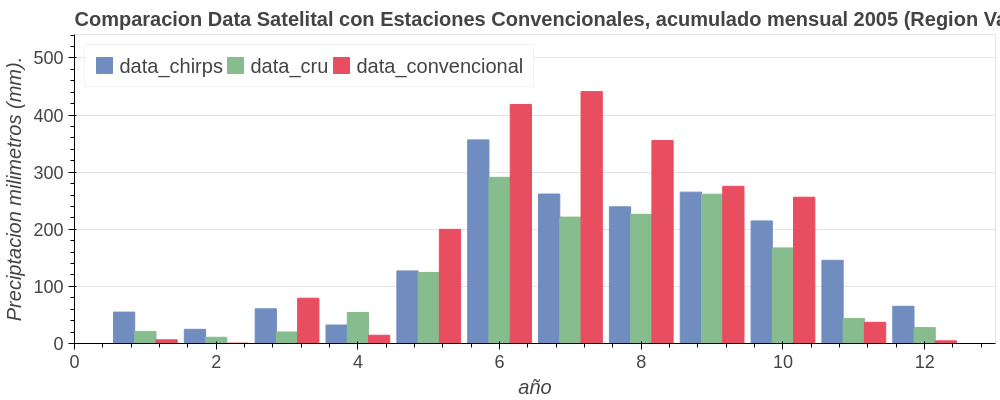 Comparacion Data Satelital con Estaciones Convencionales, acumulado mensual 2005 (Region Va
data_chirps data_cru data_convencional
Preciptacion milimetros (mm).
500
400
300
200
100
0
0 2 4 6 8 10 12
año